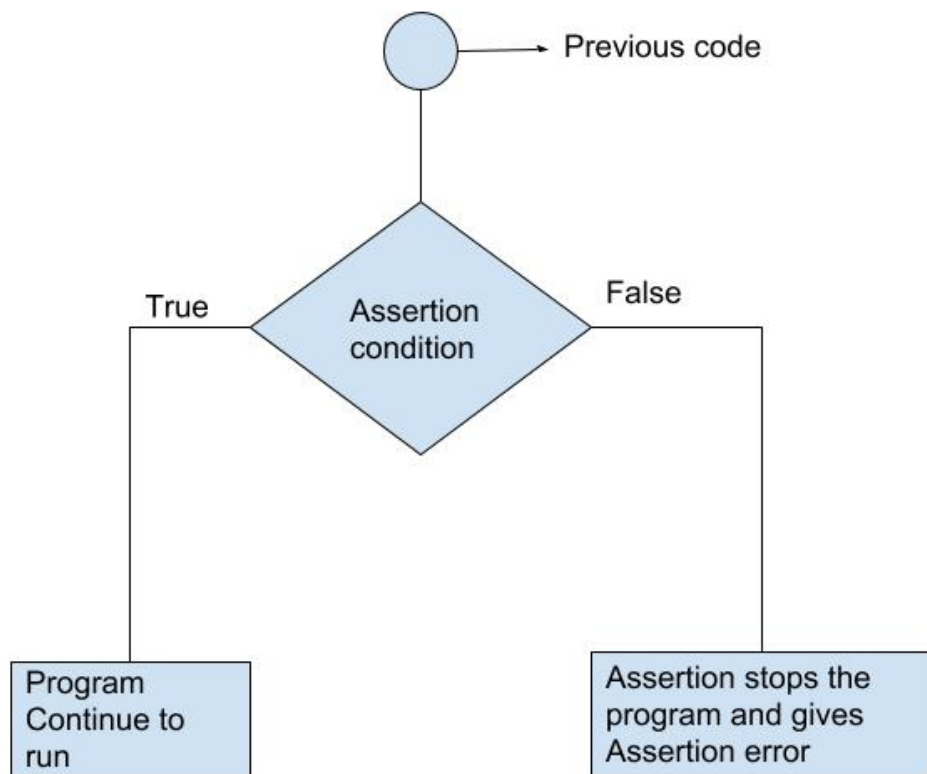 Previous code
True
False
Assertion
condition
Program
Continue to
run
Assertion stops the
program and gives
Assertion error